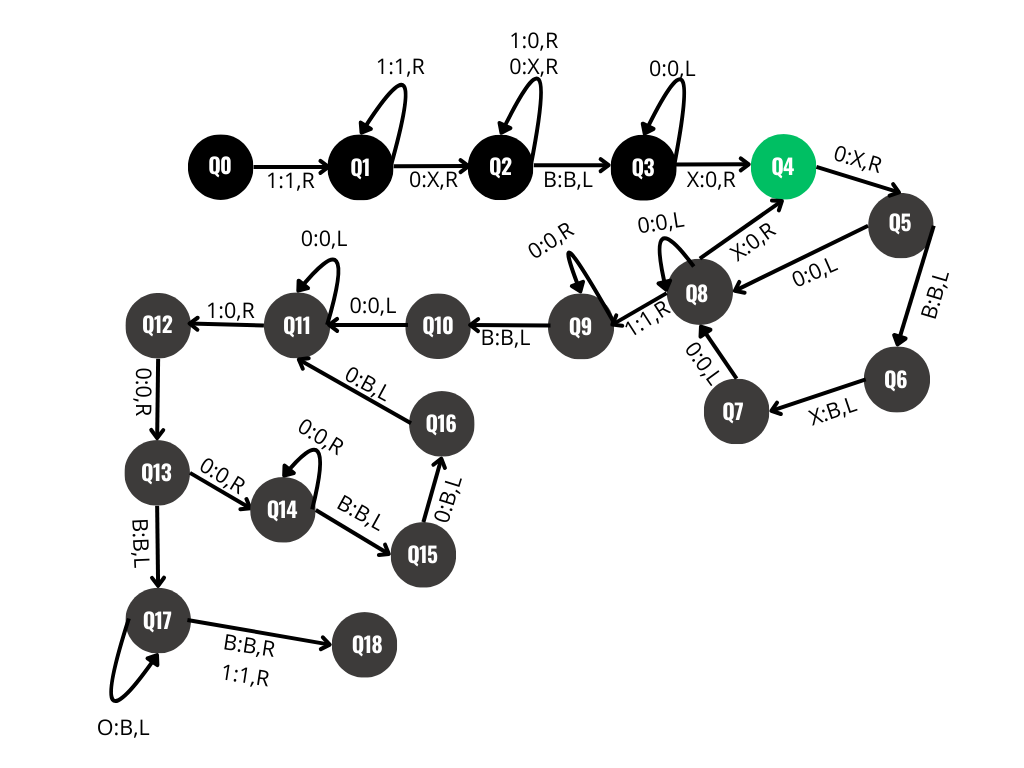 1:0,R
0:X,R
1:1,R
0:0,L
Q0
Q1
Q2
Q3
Q4
1:1,R
0:X,R
B:B,L
X:0,R
0:X,R
Q5
0:0,L
0:0,R
0:0,L
X:0,R
0:0,L
B:B,L
Q12
1:0,R
Q11
0:0,L
Q10
B:B,L
Q9
1:1,R
Q8
0:0,L
Q7
X:B,L
Q6
0:0,R
0:B,L
Q16
0:0,R
Q13
0:0,R
Q14
B:B,L
0:B,L
Q15
B:B,L
Q17
B:B,R
1:1,R
Q18
O:B,L